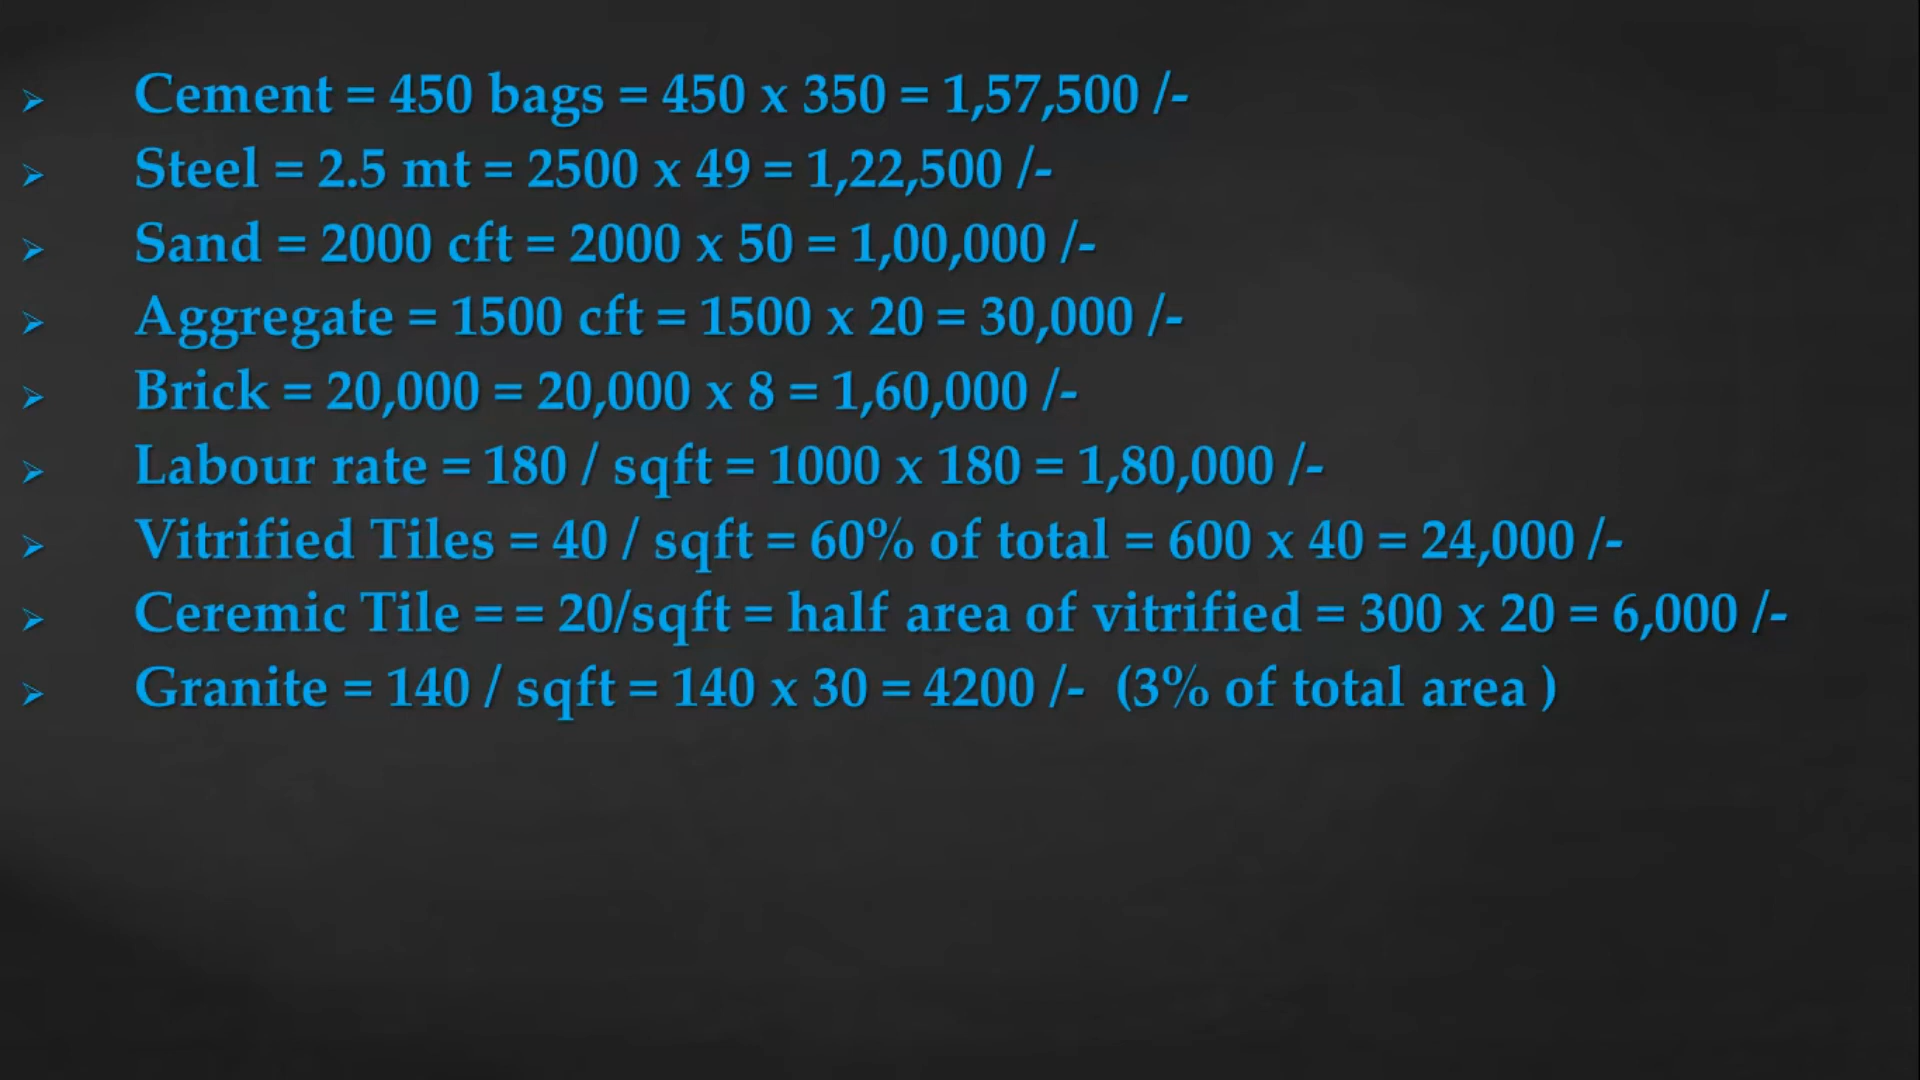 Cement = 450 bags = 450 x 350 = 1,57,500 /-
Steel = 2.5 mt = 2500 x 49 = 1,22,500 /-
Sand = 2000 cft = 2000 x 50 = 1,00,000 /-
Aggregate = 1500 cft = 1500 x 20 = 30,000 /-
Brick = 20,000 = 20,000 x 8 = 1,60,000 /-
Labour rate = 180 / sqft = 1000 x 180 = 1,80,000 /-
Vitrified Tiles = 40 / sqft = 60% of total = 600 x 40 = 24,000 /-
Ceremic Tile = = 20/sqft = half area of vitrified = 300 x 20 = 6,000 /-
Granite = 140 / sqft = 140 x 30 = 4200 /- (3% of total area )